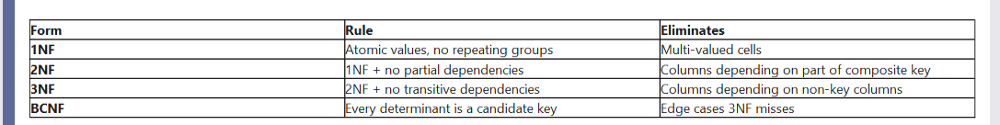 Form Rule Eliminates
1NF Atomic values, no repeating groups Multi-valued cells
2NF 1NF + no partial dependencies Columns depending on part of composite key
3NF 2NF + no transitive dependencies Columns depending on non-key columns
BCNF Every determinant is a candidate key Edge cases 3NF misses